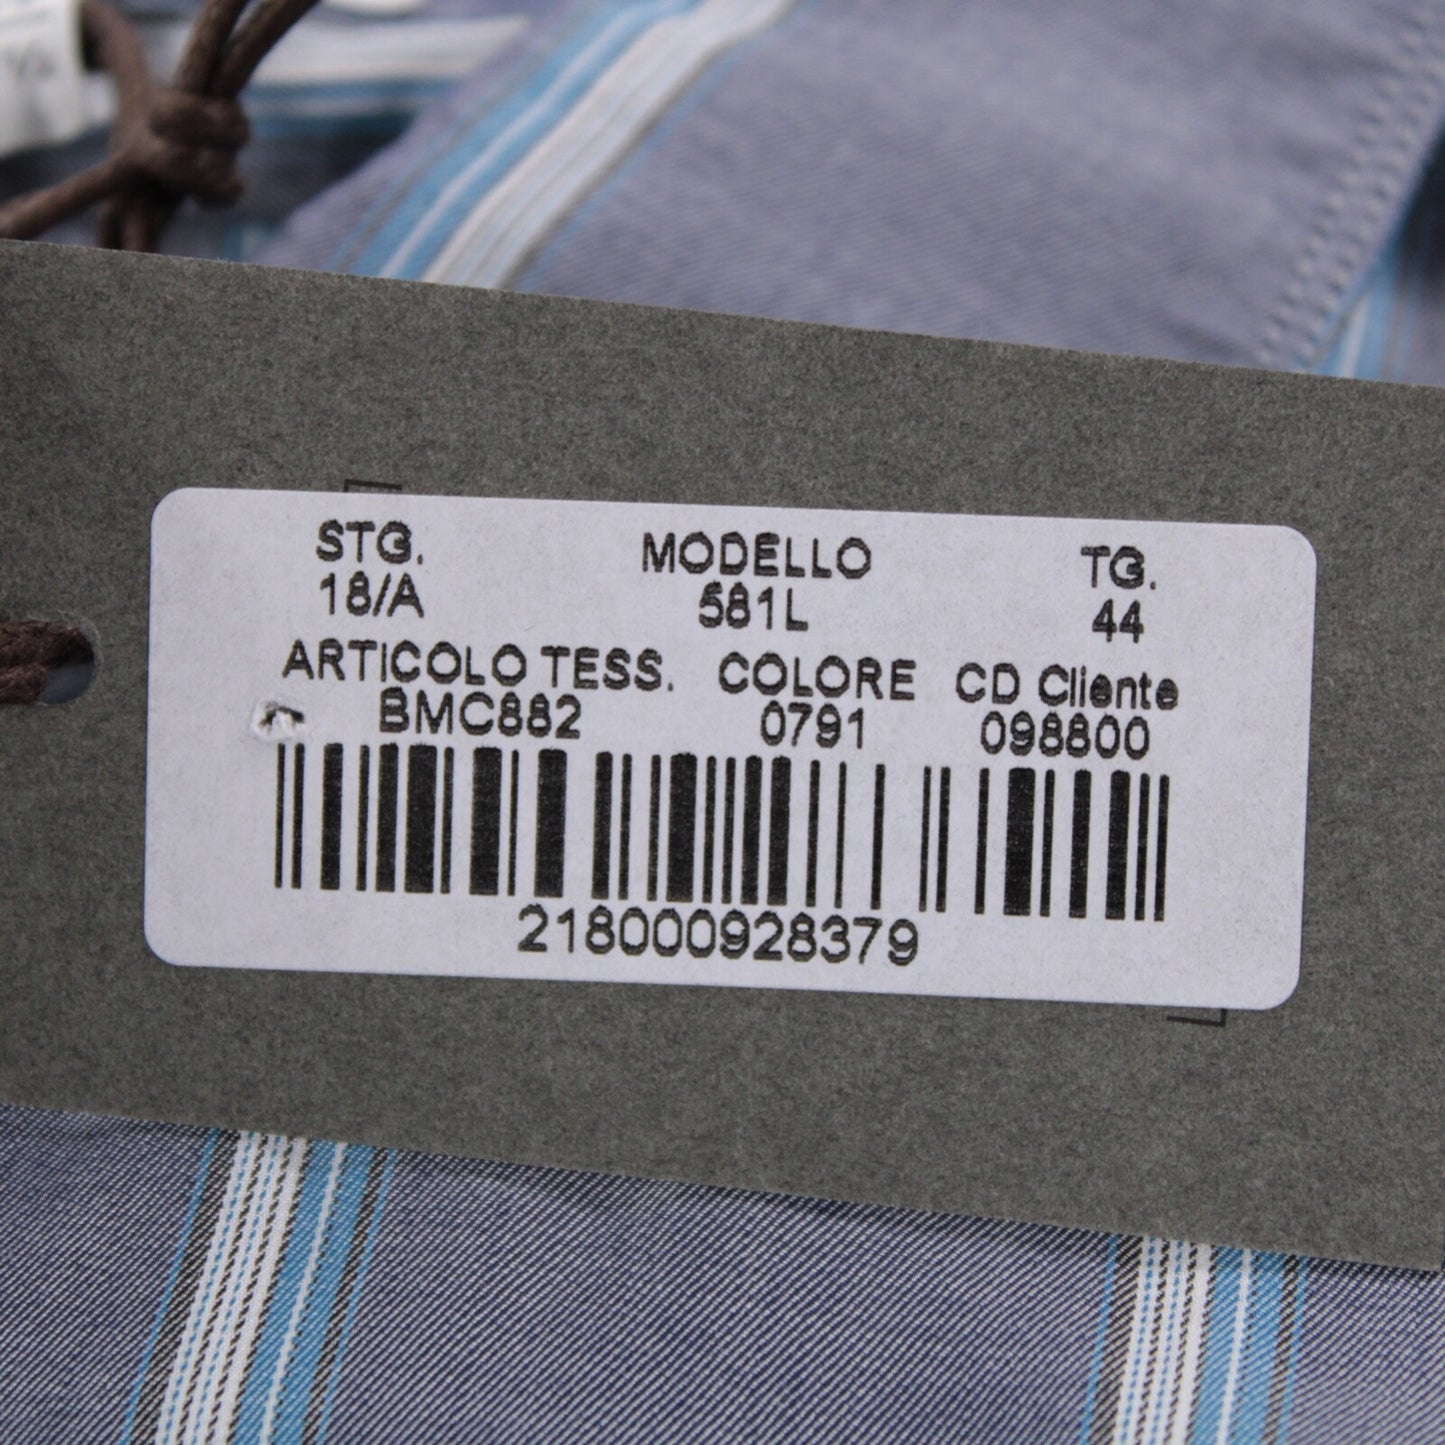 STG. MODELLO TG.
18/A 581L 44
ARTICOLO TESS. COLORE CD Cliente
BMC882 0791 098800
218000928379